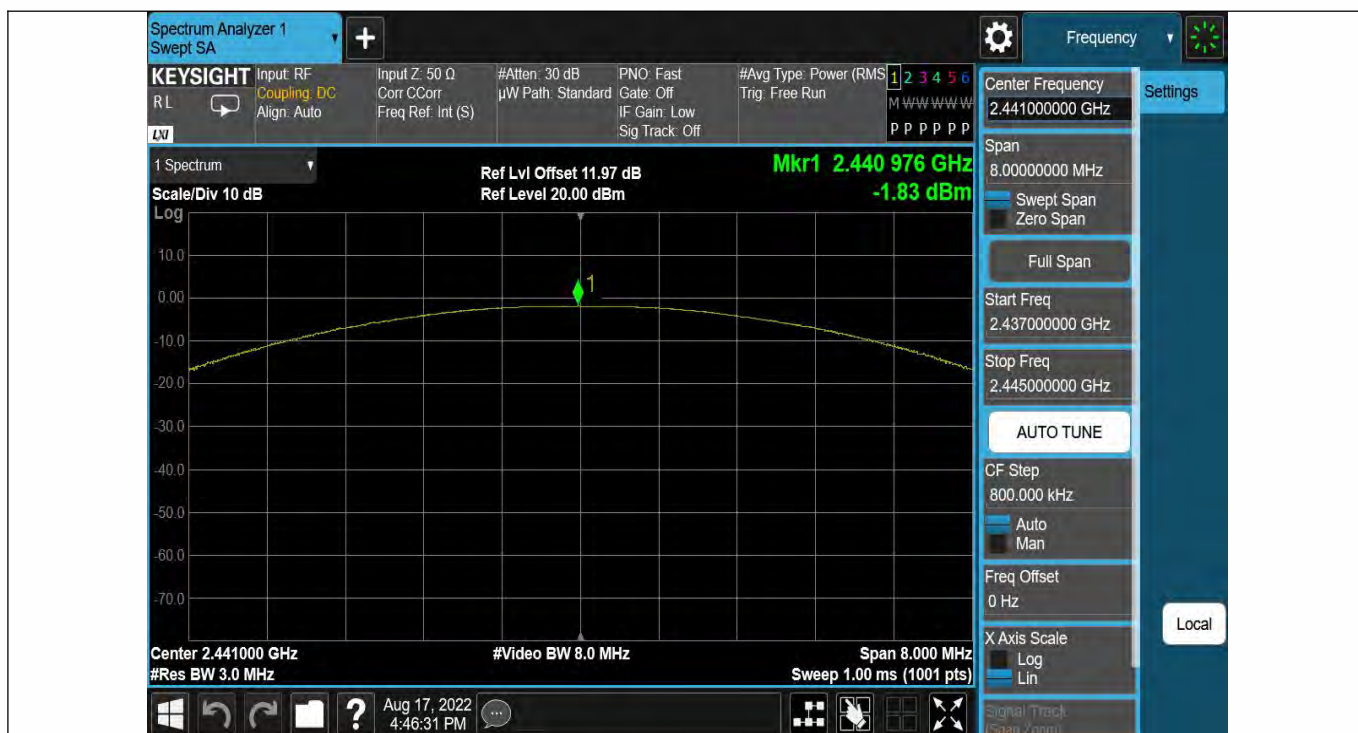 Spectrum Analyzer 1
Swept SA
Frequency
KEYSIGHT
RL
LXI
Input: RF
Coupling: DC
Align: Auto
Input Z: 50 Ω
Corr CCorr
Freq Ref: Int (S)
#Atten: 30 dB
µW Path: Standard
PNO: Fast
Gate: Off
IF Gain: Low
Sig Track: Off
#Avg Type: Power (RMS
Trig: Free Run
1 2 3 4 5 6
M W W W W W
P P P P P P
1 Spectrum
Scale/Div 10 dB
Ref Lvl Offset 11.97 dB
Ref Level 20.00 dBm
Mkr1 2.440 976 GHz
-1.83 dBm
Log
10.0
0.00
-10.0
-20.0
-30.0
-40.0
-50.0
-60.0
-70.0
1
Center 2.441000 GHz
#Res BW 3.0 MHz
#Video BW 8.0 MHz
Span 8.000 MHz
Sweep 1.00 ms (1001 pts)
Center Frequency
2.441000000 GHz
Settings
Span
8.00000000 MHz
Swept Span
Zero Span
Full Span
Start Freq
2.437000000 GHz
Stop Freq
2.445000000 GHz
AUTO TUNE
CF Step
800.000 kHz
Auto
Man
Freq Offset
0 Hz
X Axis Scale
Log
Lin
Signal Track
(Span Zoom)
Local
?
Aug 17, 2022
4:46:31 PM